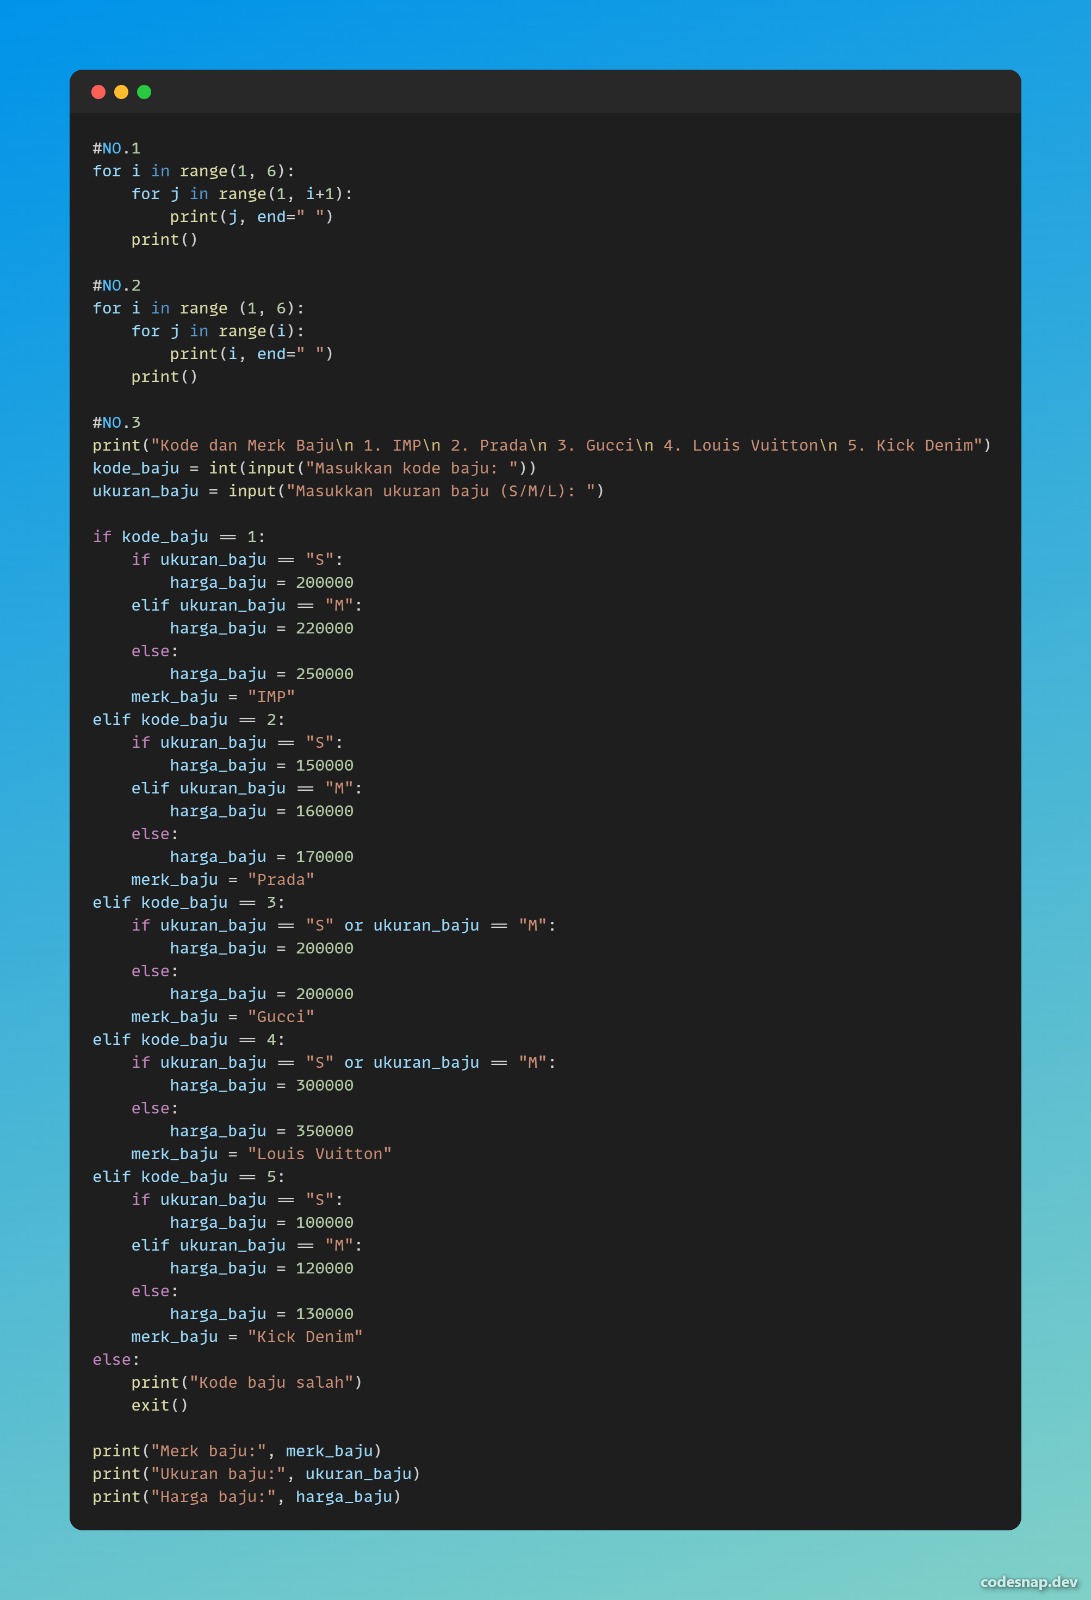 #NO.1
for i in range(1, 6):
    for j in range(1, i+1):
        print(j, end=" ")
    print()

#NO.2
for i in range (1, 6):
    for j in range(i):
        print(i, end=" ")
    print()

#NO.3
print("Kode dan Merk Baju\n 1. IMP\n 2. Prada\n 3. Gucci\n 4. Louis Vuitton\n 5. Kick Denim")
kode_baju = int(input("Masukkan kode baju: "))
ukuran_baju = input("Masukkan ukuran baju (S/M/L): ")

if kode_baju == 1:
    if ukuran_baju == "S":
        harga_baju = 200000
    elif ukuran_baju == "M":
        harga_baju = 220000
    else:
        harga_baju = 250000
    merk_baju = "IMP"
elif kode_baju == 2:
    if ukuran_baju == "S":
        harga_baju = 150000
    elif ukuran_baju == "M":
        harga_baju = 160000
    else:
        harga_baju = 170000
    merk_baju = "Prada"
elif kode_baju == 3:
    if ukuran_baju == "S" or ukuran_baju == "M":
        harga_baju = 200000
    else:
        harga_baju = 200000
    merk_baju = "Gucci"
elif kode_baju == 4:
    if ukuran_baju == "S" or ukuran_baju == "M":
        harga_baju = 300000
    else:
        harga_baju = 350000
    merk_baju = "Louis Vuitton"
elif kode_baju == 5:
    if ukuran_baju == "S":
        harga_baju = 100000
    elif ukuran_baju == "M":
        harga_baju = 120000
    else:
        harga_baju = 130000
    merk_baju = "Kick Denim"
else:
    print("Kode baju salah")
    exit()

print("Merk baju:", merk_baju)
print("Ukuran baju:", ukuran_baju)
print("Harga baju:", harga_baju)
codesnap.dev